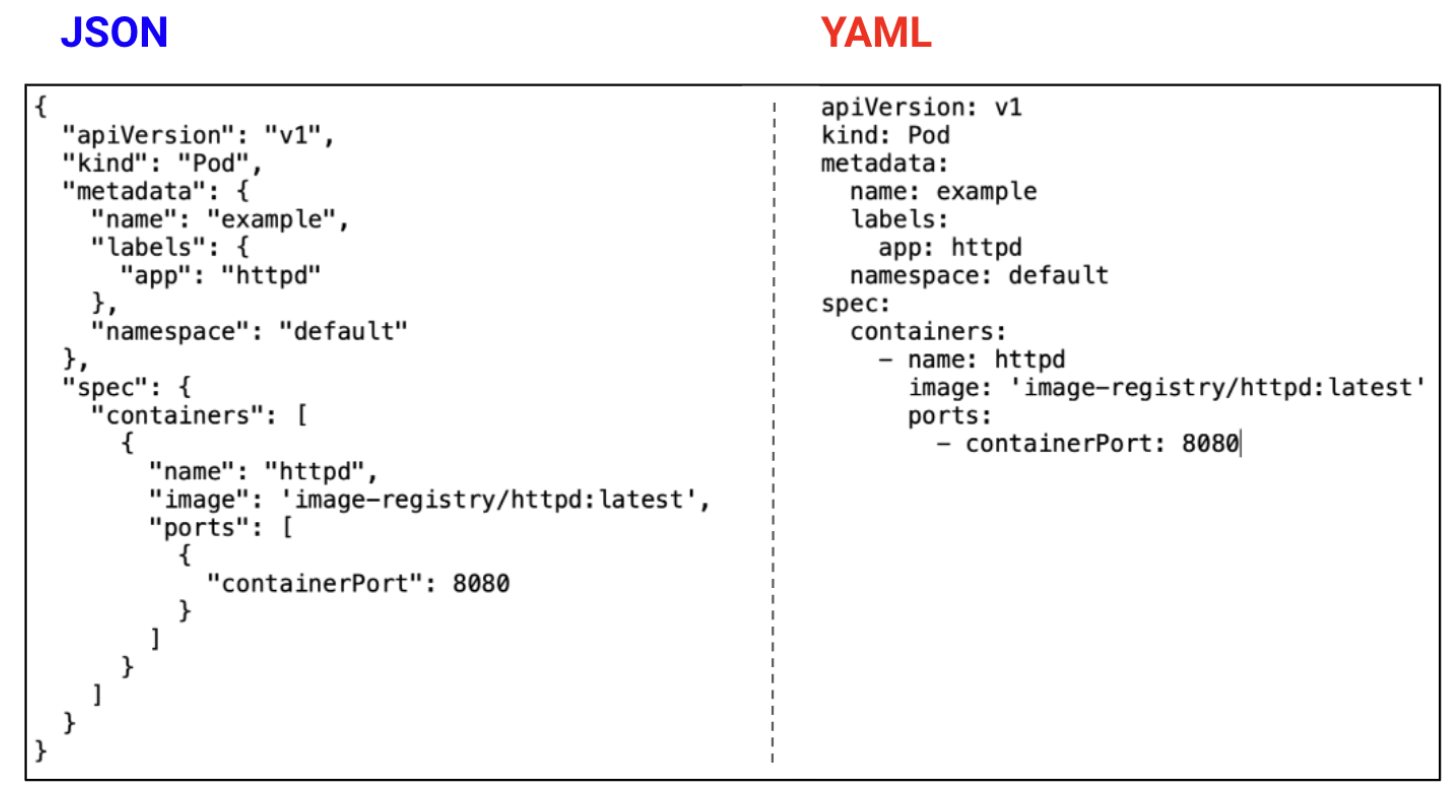 JSON
{
  "apiVersion": "v1",
  "kind": "Pod",
  "metadata": {
    "name": "example",
    "labels": {
      "app": "httpd"
    },
    "namespace": "default"
  },
  "spec": {
    "containers": [
      {
        "name": "httpd",
        "image": 'image-registry/httpd:latest',
        "ports": [
          {
            "containerPort": 8080
          }
        ]
      }
    ]
  }
}
YAML
apiVersion: v1
kind: Pod
metadata:
  name: example
  labels:
    app: httpd
  namespace: default
spec:
  containers:
    - name: httpd
      image: 'image-registry/httpd:latest'
      ports:
        - containerPort: 8080